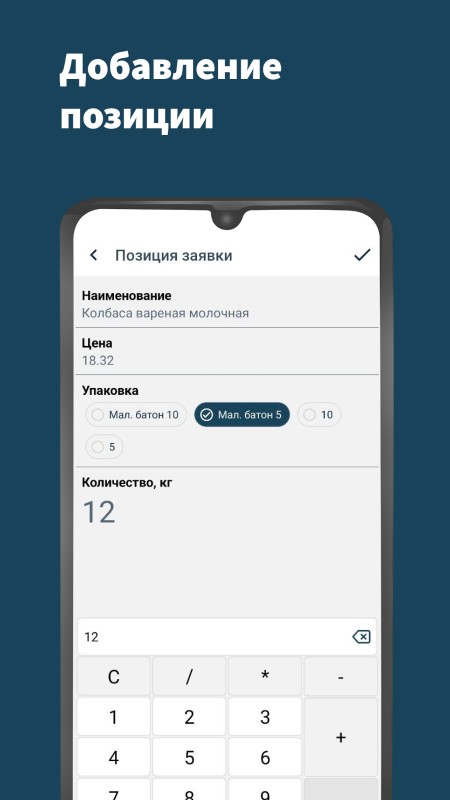 Добавление
позиции
Позиция заявки
Наименование
Колбаса вареная молочная
Цена
18.32
Упаковка
Мал. батон 10 Мал. батон 5 10
5
Количество, кг
12
12
C / * -
1 2 3
+
4 5 6
7 8 9